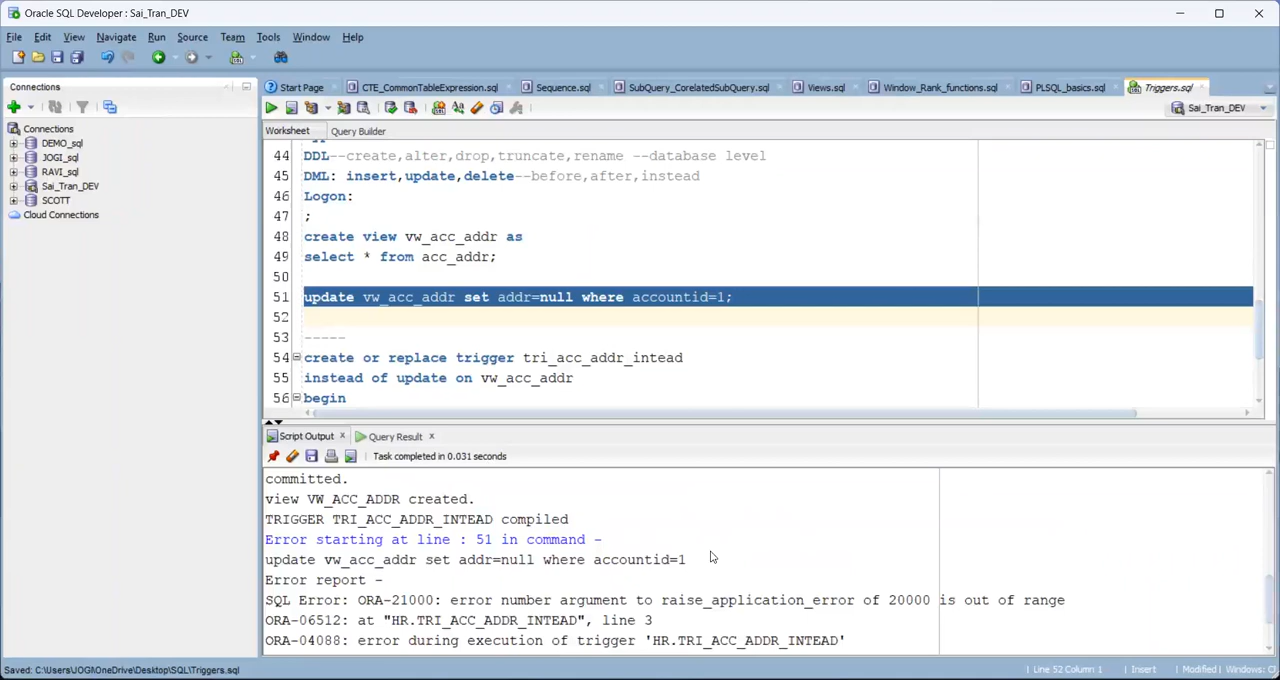 Oracle SQL Developer : Sai_Tran_DEV
File Edit View Navigate Run Source Team Tools Window Help
Connections
Start Page CTE_CommonTableExpression.sql Sequence.sql SubQuery_CorelatedSubQuery.sql Views.sql Window_Rank_functions.sql PLSQL_basics.sql Triggers.sql
Sai_Tran_DEV
Connections
DEMO_sql
JOGI_sql
RAVI_sql
Sai_Tran_DEV
SCOTT
Cloud Connections
Worksheet Query Builder
44 DDL--create,alter,drop,truncate,rename --database level
45 DML: insert,update,delete--before,after,instead
46 Logon:
47 ;
48 create view vw_acc_addr as
49 select * from acc_addr;
50
51 update vw_acc_addr set addr=null where accountid=1;
52
53 -----
54 create or replace trigger tri_acc_addr_intead
55 instead of update on vw_acc_addr
56 begin
Script Output Query Result
Task completed in 0.031 seconds
committed.
view VW_ACC_ADDR created.
TRIGGER TRI_ACC_ADDR_INTEAD compiled
Error starting at line : 51 in command -
update vw_acc_addr set addr=null where accountid=1
Error report -
SQL Error: ORA-21000: error number argument to raise_application_error of 20000 is out of range
ORA-06512: at "HR.TRI_ACC_ADDR_INTEAD", line 3
ORA-04088: error during execution of trigger 'HR.TRI_ACC_ADDR_INTEAD'
Saved: C:\Users\JOGI\OneDrive\Desktop\SQL\Triggers.sql
Line 52 Column 1 Insert Modified Windows: